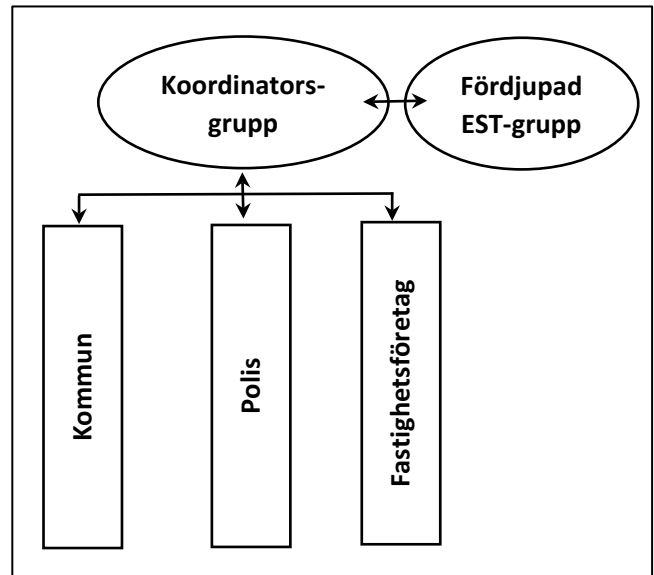 Koordinators-
grupp
Fördjupad
EST-grupp
Kommun
Polis
Fastighetsföretag